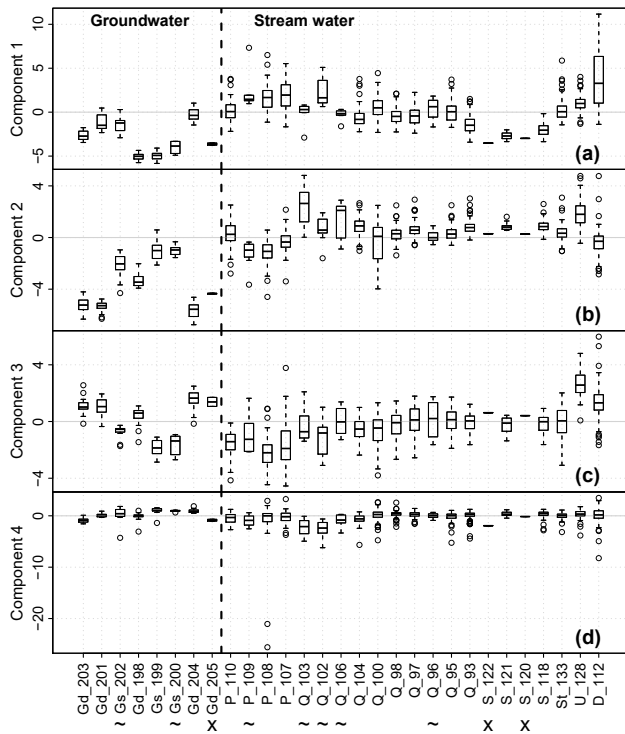 Groundwater Stream water
Component 1
10
5
0
-5
(a)
Component 2
4
0
-4
(b)
Component 3
4
0
-4
(c)
Component 4
0
-10
-20
(d)
Gd_203 Gd_201 Gs_202 Gd_198 Gs_199 Gs_200 Gd_204 Gd_205 P_110 P_109 P_108 P_107 Q_103 Q_102 Q_106 Q_104 Q_100 Q_98 Q_97 Q_96 Q_95 Q_93 S_122 S_121 S_120 S_118 St_133 U_128 D_112
~ ~ X ~ ~ ~ ~ ~ X X